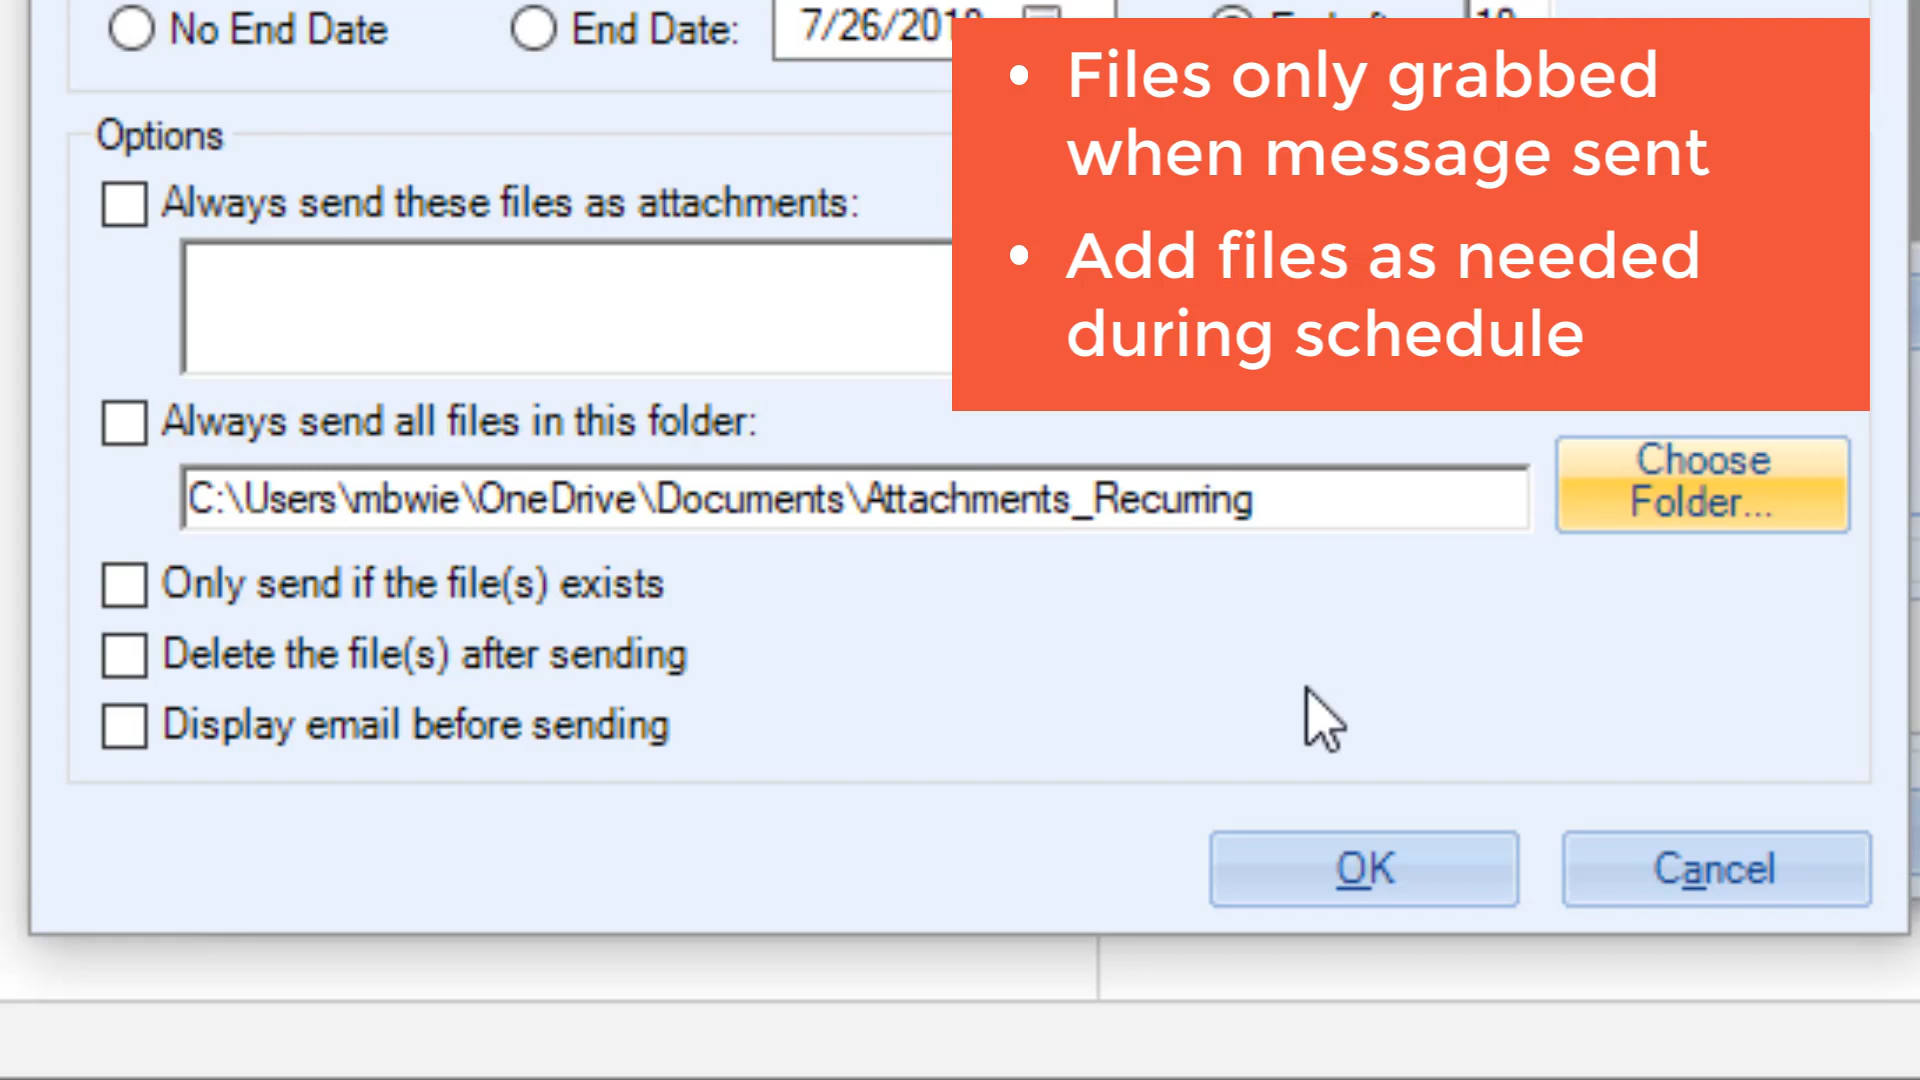 No End Date
End Date:
Files only grabbed
when message sent
Add files as needed
during schedule
Options
Always send these files as attachments:
Always send all files in this folder:
C:\Users\mbwie\OneDrive\Documents\Attachments_Recurring
Choose
Folder...
Only send if the file(s) exists
Delete the file(s) after sending
Display email before sending
OK
Cancel